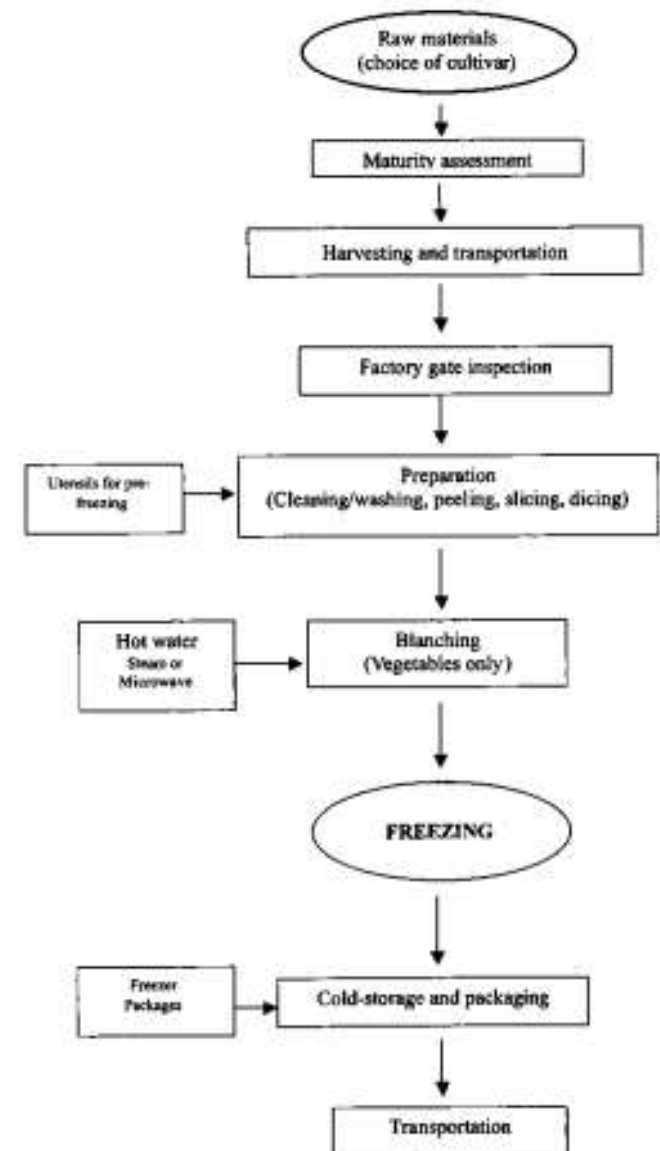 Raw materials
(choice of cultivar)
Maturity assessment
Harvesting and transportation
Factory gate inspection
Utensils for pre-
freezing
Preparation
(Cleaning/washing, peeling, slicing, dicing)
Hot water
Steam or
Microwave
Blanching
(Vegetables only)
FREEZING
Freezer
Packages
Cold-storage and packaging
Transportation